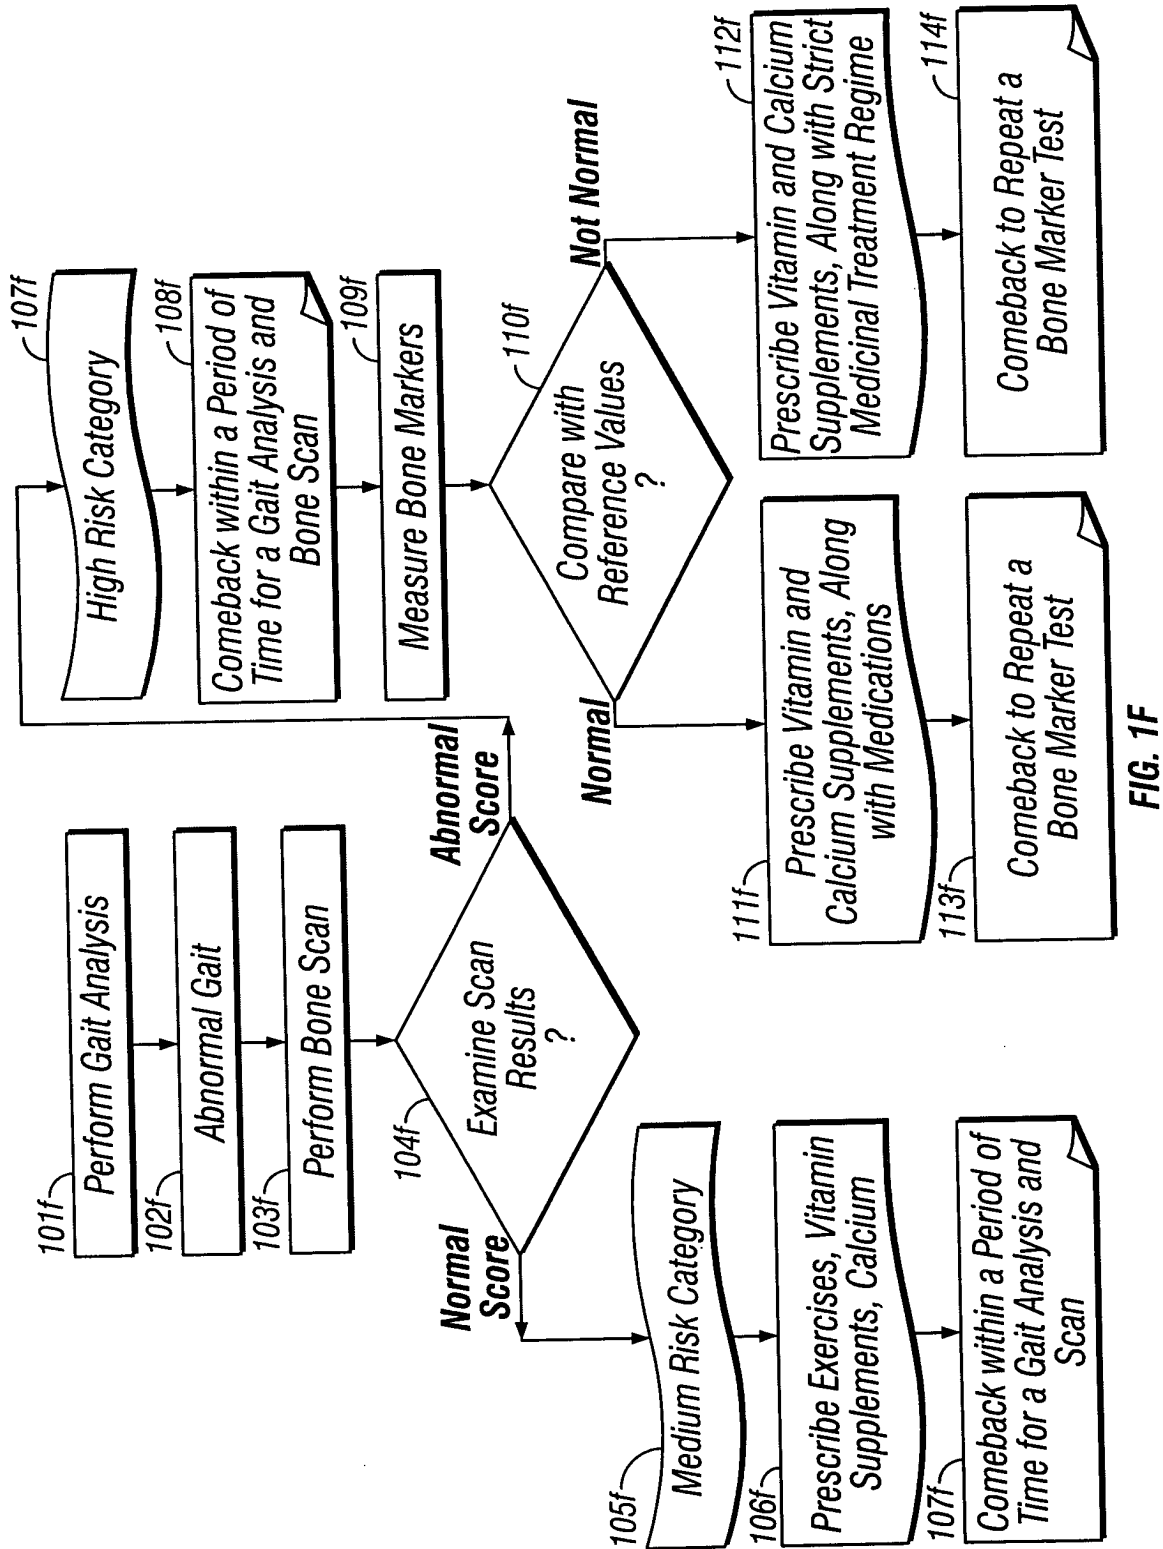 101f
Perform Gait Analysis
102f
Abnormal Gait
103f
Perform Bone Scan
104f
Examine Scan
Results
?
Normal
Score
Abnormal
Score
105f
Medium Risk Category
106f
Prescribe Exercises, Vitamin
Supplements, Calcium
107f
Comeback within a Period of
Time for a Gait Analysis and
Scan
107f
High Risk Category
108f
Comeback within a Period of
Time for a Gait Analysis and
Bone Scan
109f
Measure Bone Markers
110f
Compare with
Reference Values
?
Normal
Not Normal
111f
Prescribe Vitamin and
Calcium Supplements, Along
with Medications
113f
Comeback to Repeat a
Bone Marker Test
112f
Prescribe Vitamin and Calcium
Supplements, Along with Strict
Medicinal Treatment Regime
114f
Comeback to Repeat a
Bone Marker Test
FIG. 1F